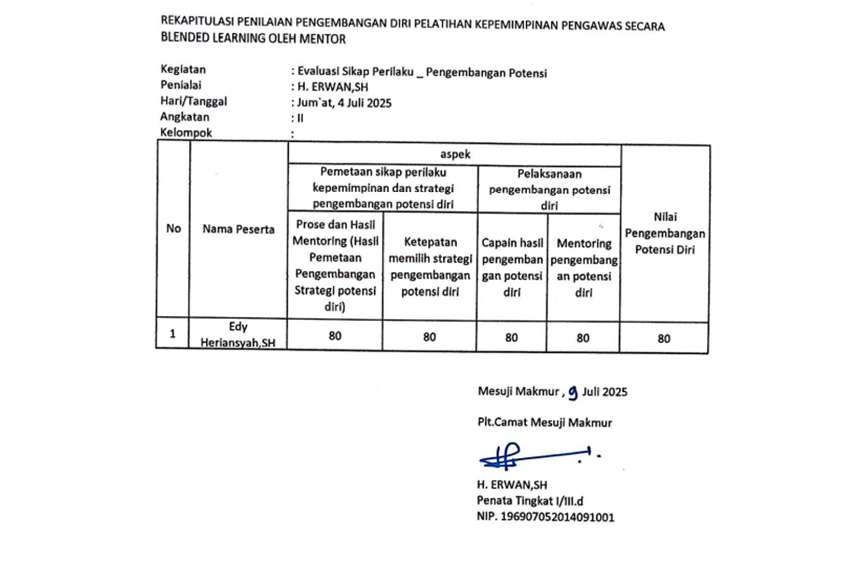 REKAPITULASI PENILAIAN PENGEMBANGAN DIRI PELATIHAN KEPEMIMPINAN PENGAWAS SECARA
BLENDED LEARNING OLEH MENTOR
Kegiatan : Evaluasi Sikap Perilaku _ Pengembangan Potensi
Penialai : H. ERWAN,SH
Hari/Tanggal : Jum`at, 4 Juli 2025
Angkatan : II
Kelompok :
aspek
Pemetaan sikap perilaku
kepemimpinan dan strategi
pengembangan potensi diri
Pelaksanaan
pengembangan potensi
diri
No
Nama Peserta
Prose dan Hasil
Mentoring (Hasil
Pemetaan
Pengembangan
Strategi potensi
diri)
Ketepatan
memilih strategi
pengembangan
potensi diri
Capain hasil
pengemban
gan potensi
diri
Mentoring
pengembang
an potensi
diri
Nilai
Pengembangan
Potensi Diri
1
Edy
Heriansyah,SH
80 80 80 80 80
Mesuji Makmur , 9 Juli 2025
Plt.Camat Mesuji Makmur
H. ERWAN,SH
Penata Tingkat I/III.d
NIP. 196907052014091001